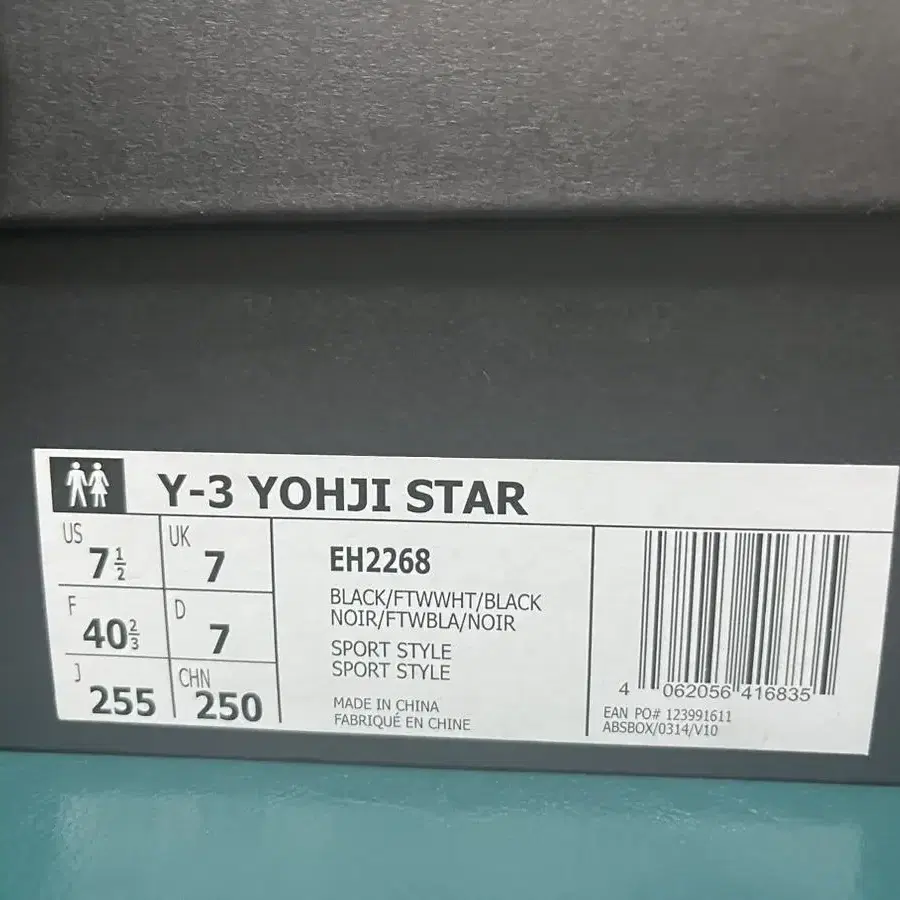 Y-3 YOHJI STAR
US 7½
UK 7
F 40⅔
D 7
J 255
CHN 250
EH2268
BLACK/FTWWHT/BLACK
NOIR/FTWBLA/NOIR
SPORT STYLE
SPORT STYLE
MADE IN CHINA
FABRIQUÉ EN CHINE
4 062056 416835
EAN PO# 123991611
ABSBOX/0314/V10